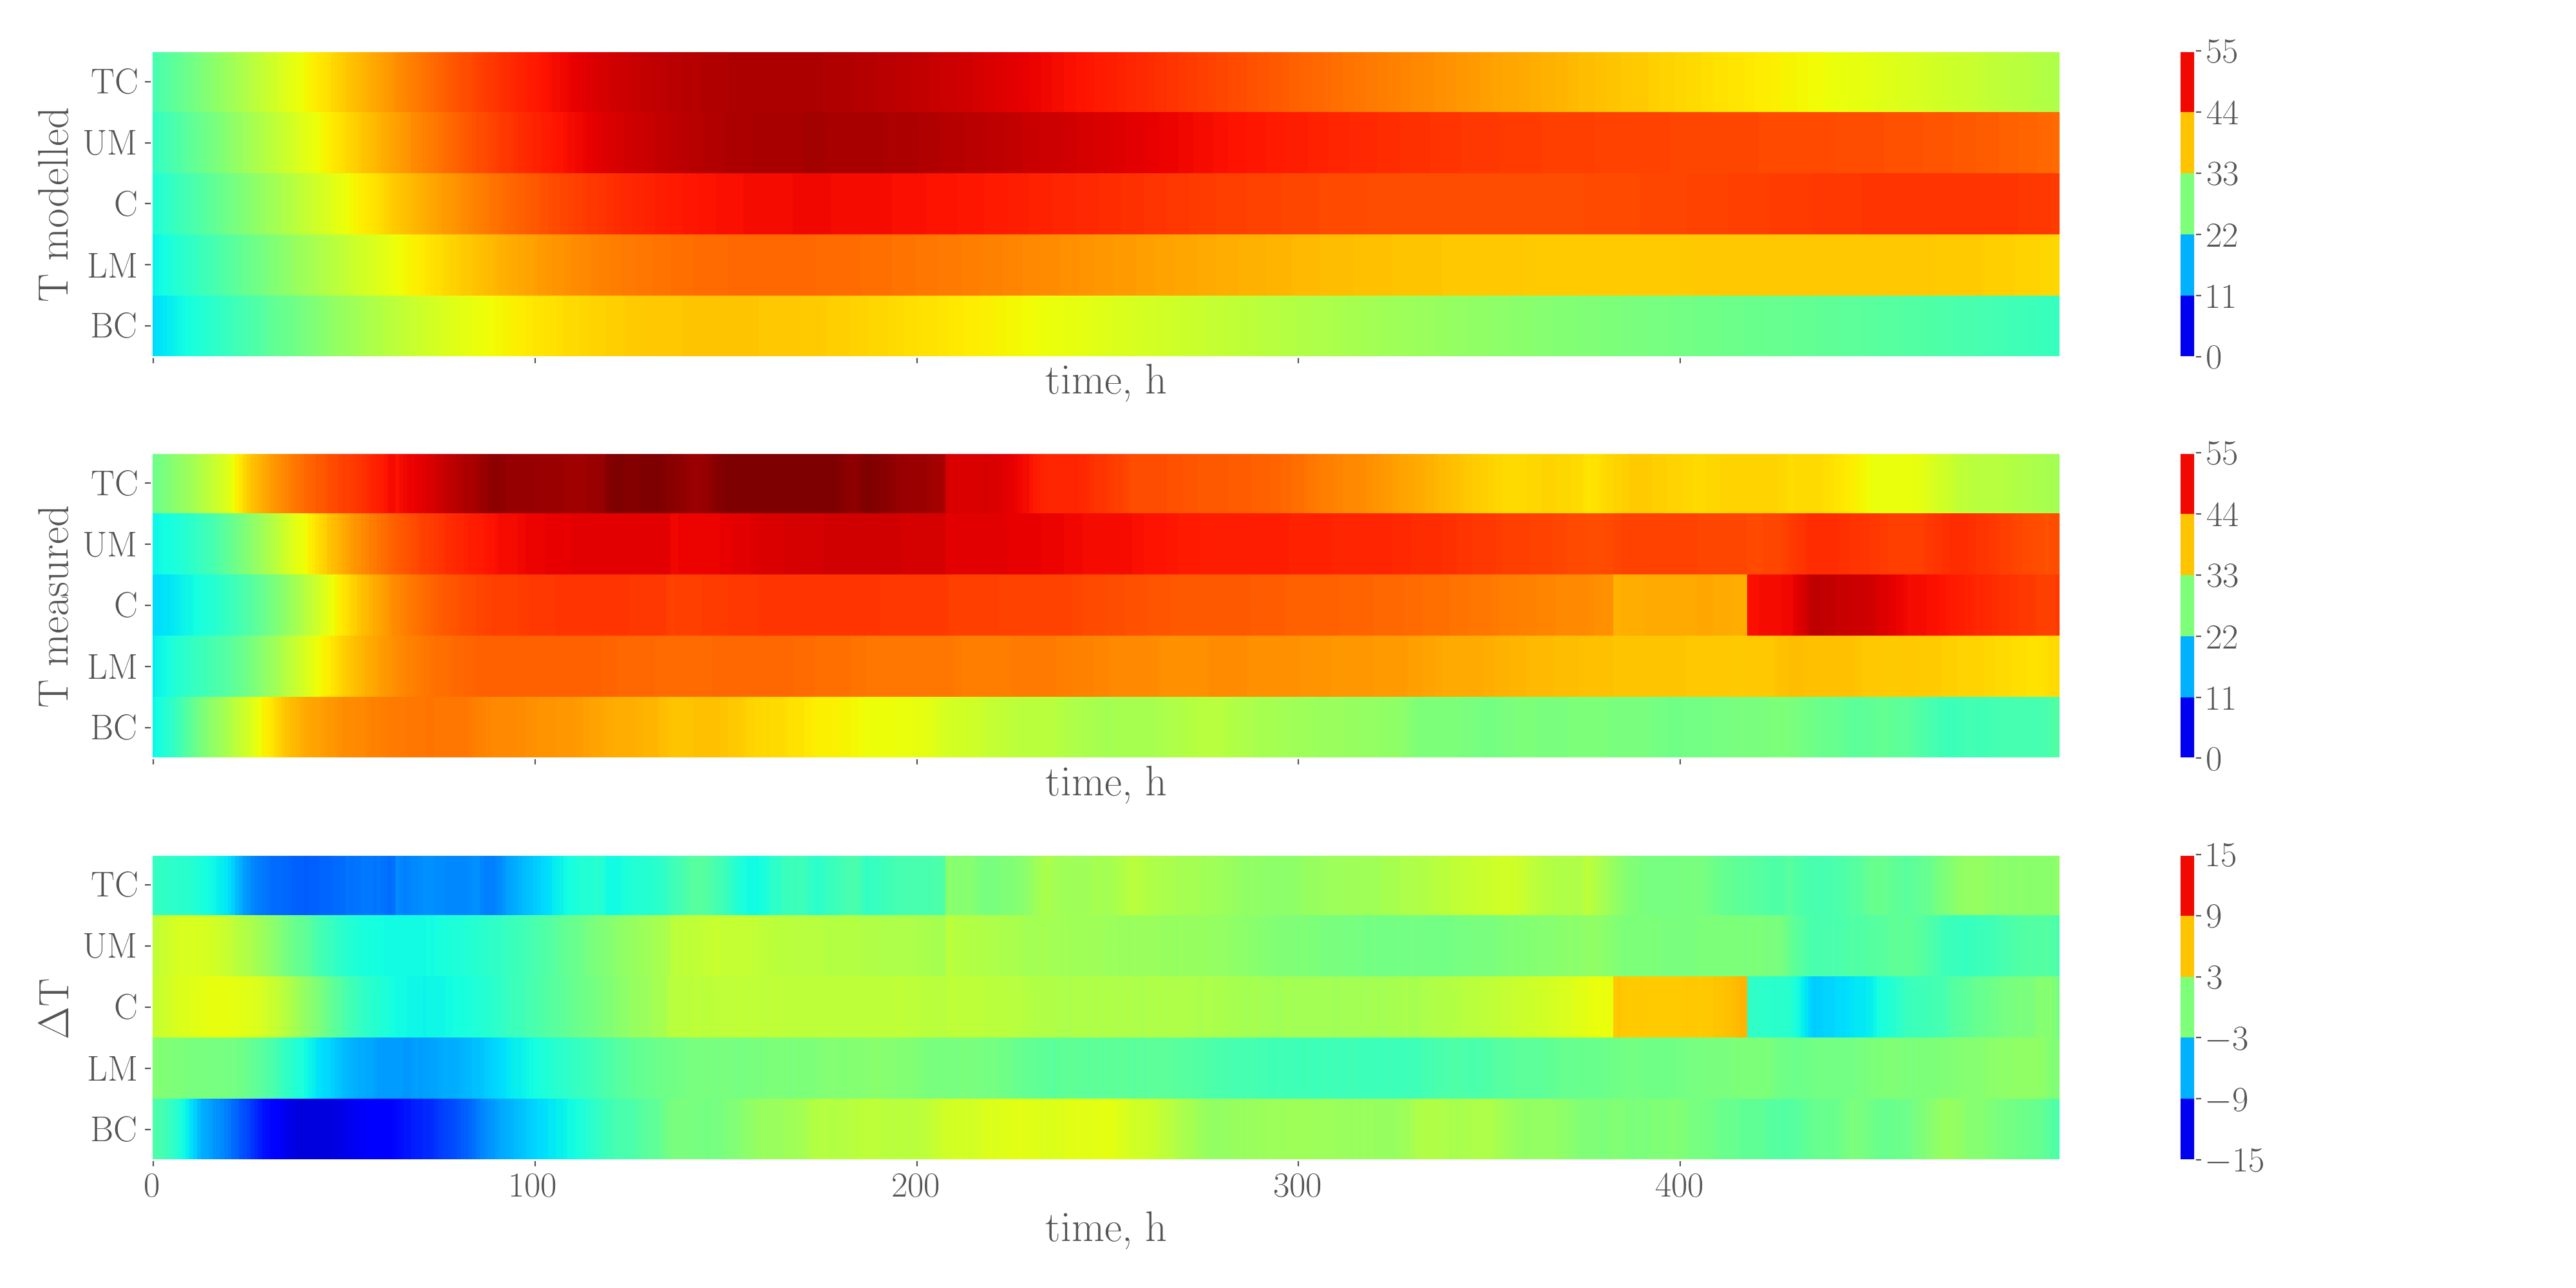 T modelled
TC
UM
C
LM
BC
time, h
55
44
33
22
11
0
T measured
TC
UM
C
LM
BC
time, h
55
44
33
22
11
0
ΔT
TC
UM
C
LM
BC
0 100 200 300 400
time, h
15
9
3
−3
−9
−15